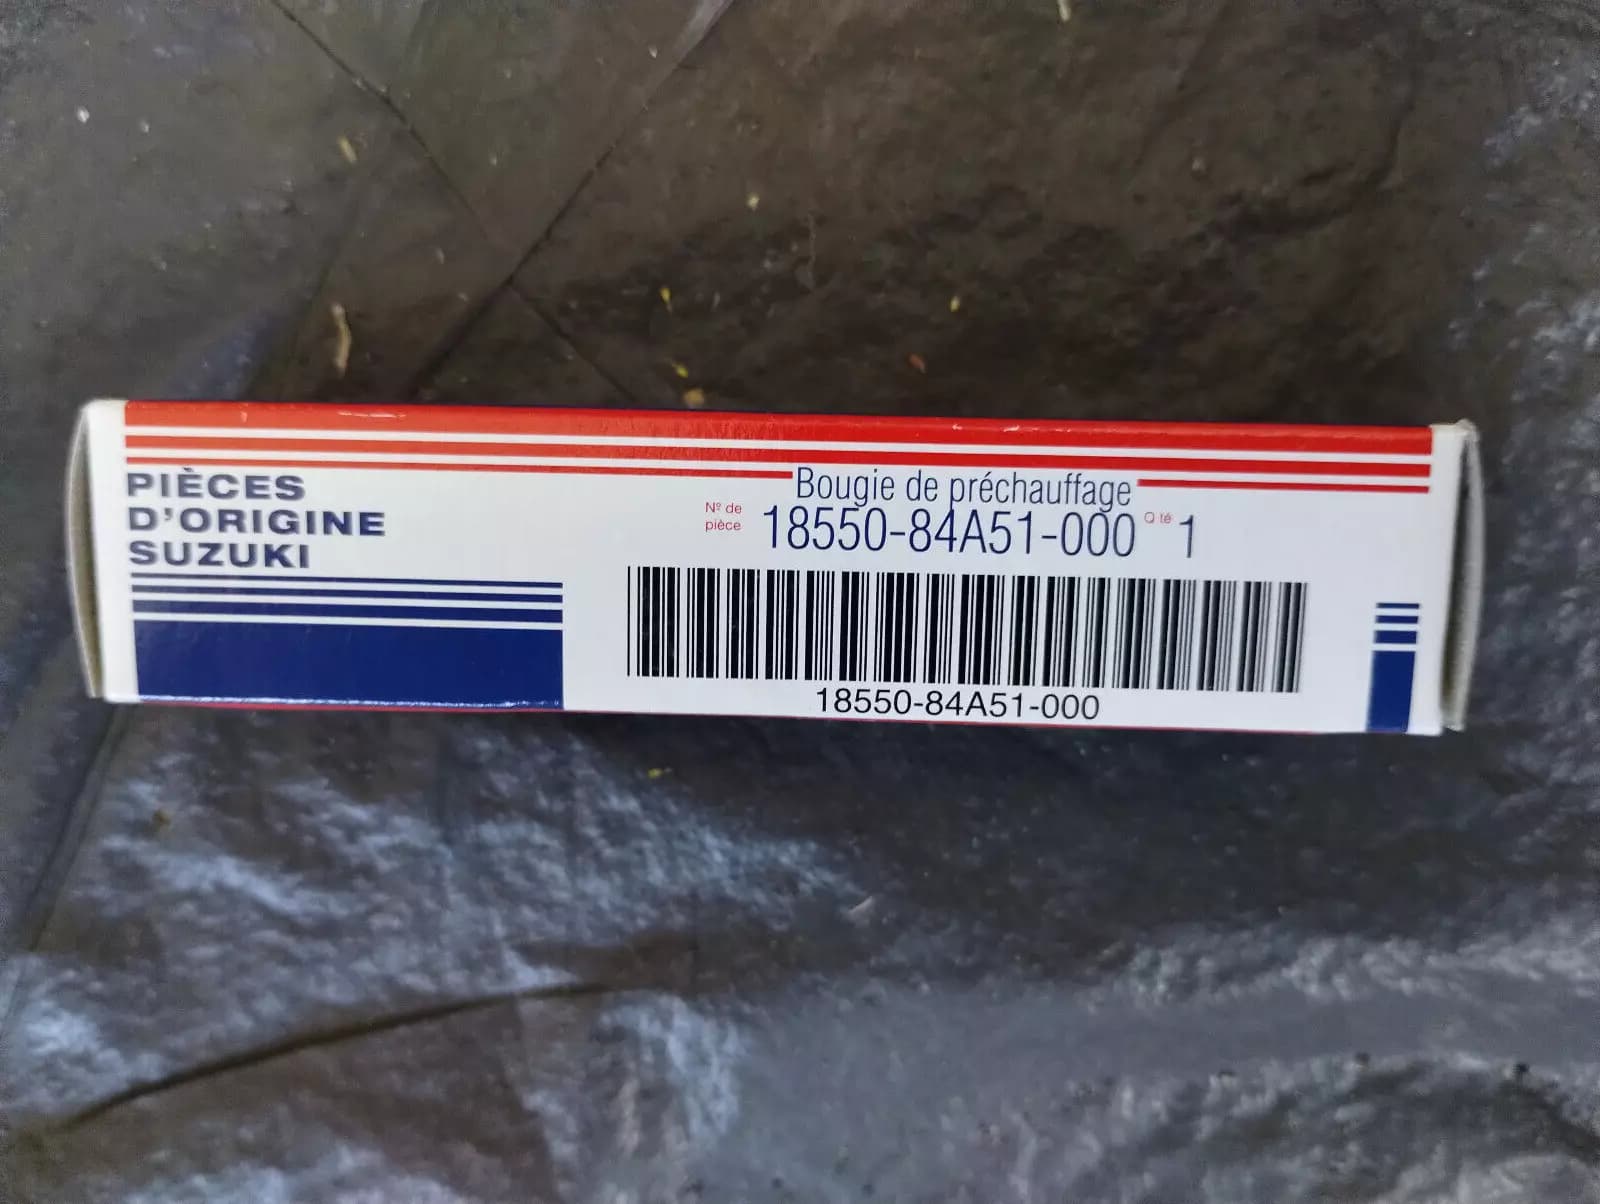 PIÈCES
D'ORIGINE
SUZUKI
Bougie de préchauffage
Nº de
pièce
18550-84A51-000
Q té 1
18550-84A51-000